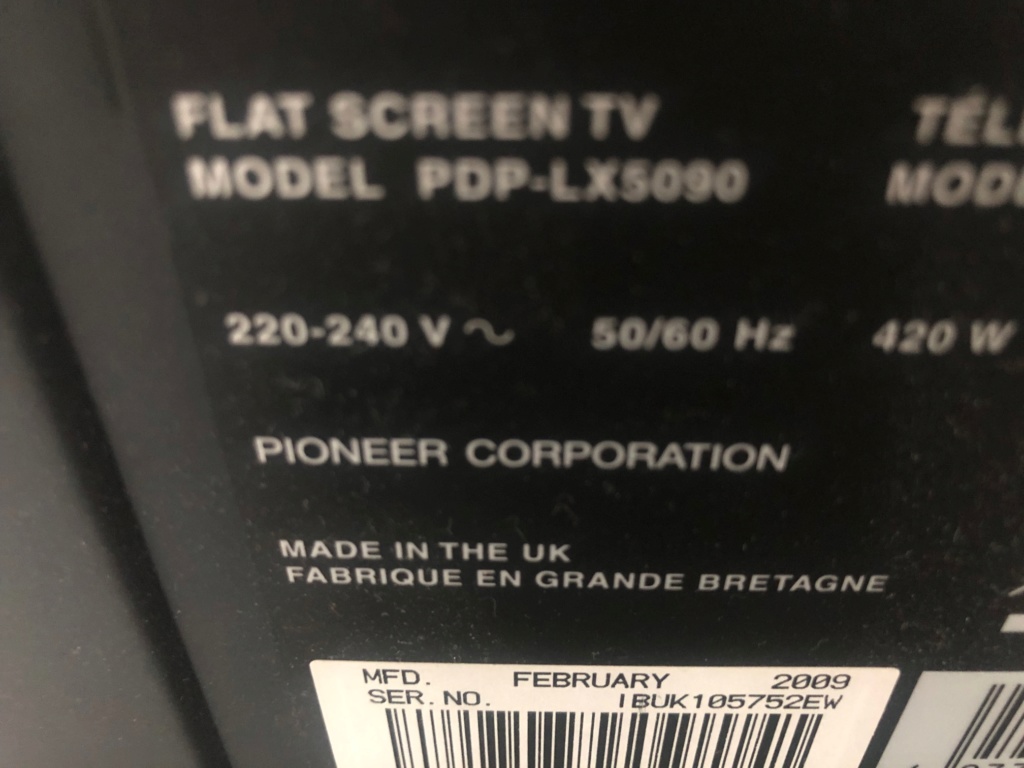 FLAT SCREEN TV
MODEL PDP-LX5090
220-240 V ~ 50/60 Hz 420 W
PIONEER CORPORATION
MADE IN THE UK
FABRIQUE EN GRANDE BRETAGNE
MFD. FEBRUARY 2009
SER. NO. IBUK105752EW